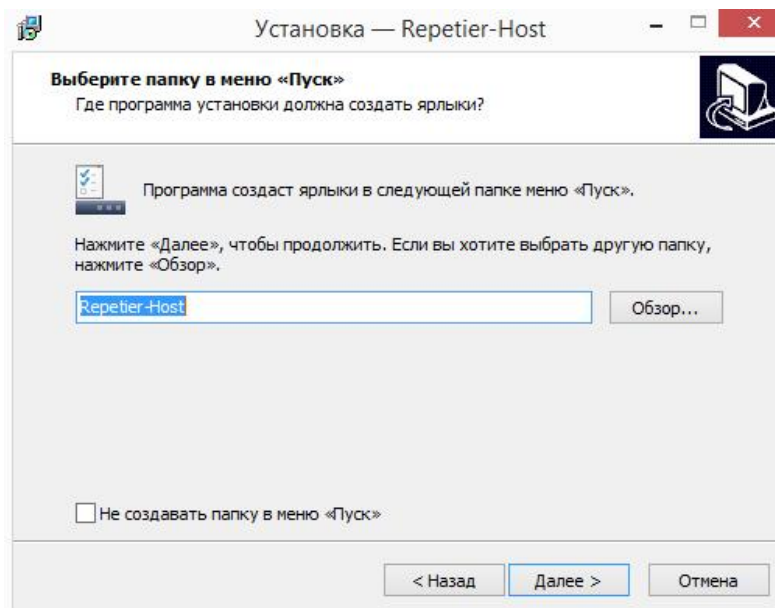 Установка — Repetier-Host
Выберите папку в меню «Пуск»
Где программа установки должна создать ярлыки?
Программа создаст ярлыки в следующей папке меню «Пуск».
Нажмите «Далее», чтобы продолжить. Если вы хотите выбрать другую папку,
нажмите «Обзор».
Repetier-Host
Обзор...
Не создавать папку в меню «Пуск»
< Назад
Далее >
Отмена